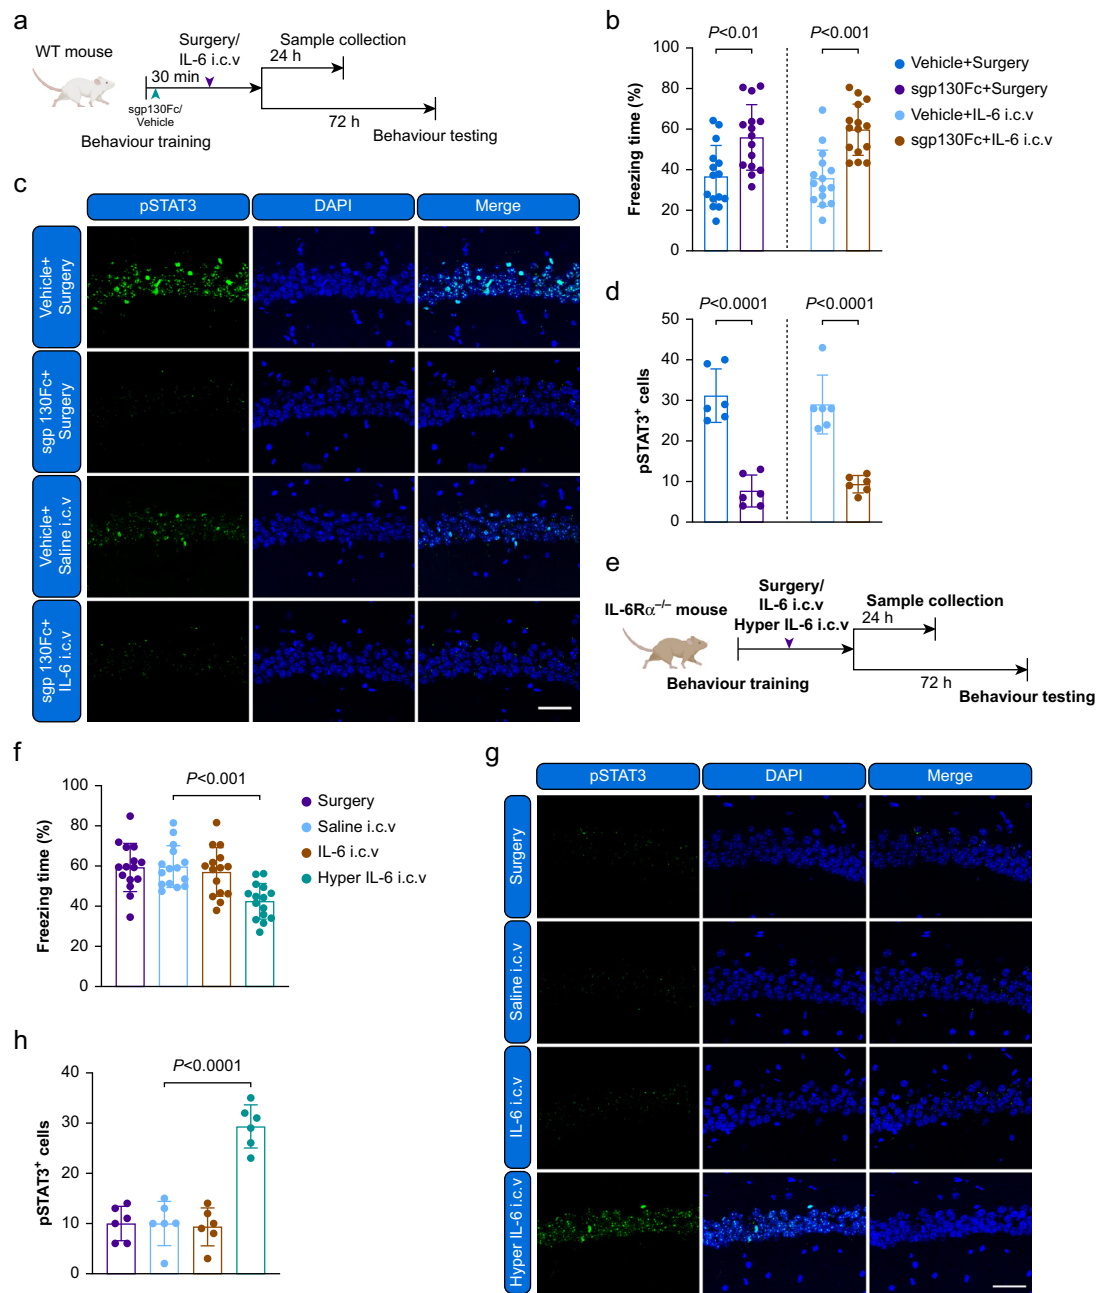 a
WT mouse
Surgery/
IL-6 i.c.v
Sample collection
24 h
30 min
sgp130Fc/
Vehicle
Behaviour training
72 h
Behaviour testing
b
P<0.01
P<0.001
Freezing time (%)
100
80
60
40
20
0
Vehicle+Surgery
sgp130Fc+Surgery
Vehicle+IL-6 i.c.v
sgp130Fc+IL-6 i.c.v
c
pSTAT3
DAPI
Merge
Vehicle+
Surgery
sgp 130Fc+
Surgery
Vehicle+
Saline i.c.v
sgp 130Fc+
IL-6 i.c.v
d
P<0.0001
P<0.0001
pSTAT3⁺ cells
50
40
30
20
10
0
e
IL-6Rα⁻/⁻ mouse
Surgery/
IL-6 i.c.v
Hyper IL-6 i.c.v
Sample collection
24 h
Behaviour training
72 h
Behaviour testing
f
P<0.001
Freezing time (%)
100
80
60
40
20
0
Surgery
Saline i.c.v
IL-6 i.c.v
Hyper IL-6 i.c.v
g
pSTAT3
DAPI
Merge
Surgery
Saline i.c.v
IL-6 i.c.v
Hyper IL-6 i.c.v
h
P<0.0001
pSTAT3⁺ cells
40
30
20
10
0